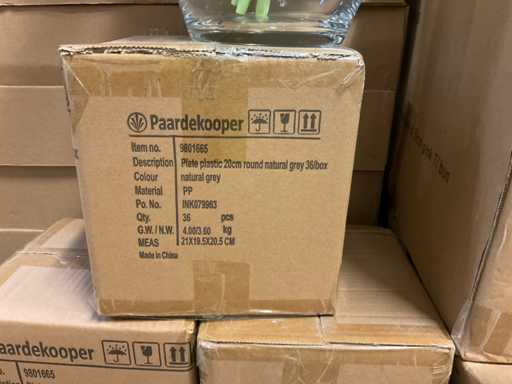 Paardekooper
Item no. 9801665
Description Plete plastic 20cm round natural grey 36/box
Colour natural grey
Material PP
Po. No. INK079963
Qty. 36 pcs
G.W. / N.W. 4.00/3.60 kg
MEAS 21X19.5X20.5 CM
Made in China
Paardekooper
9801665